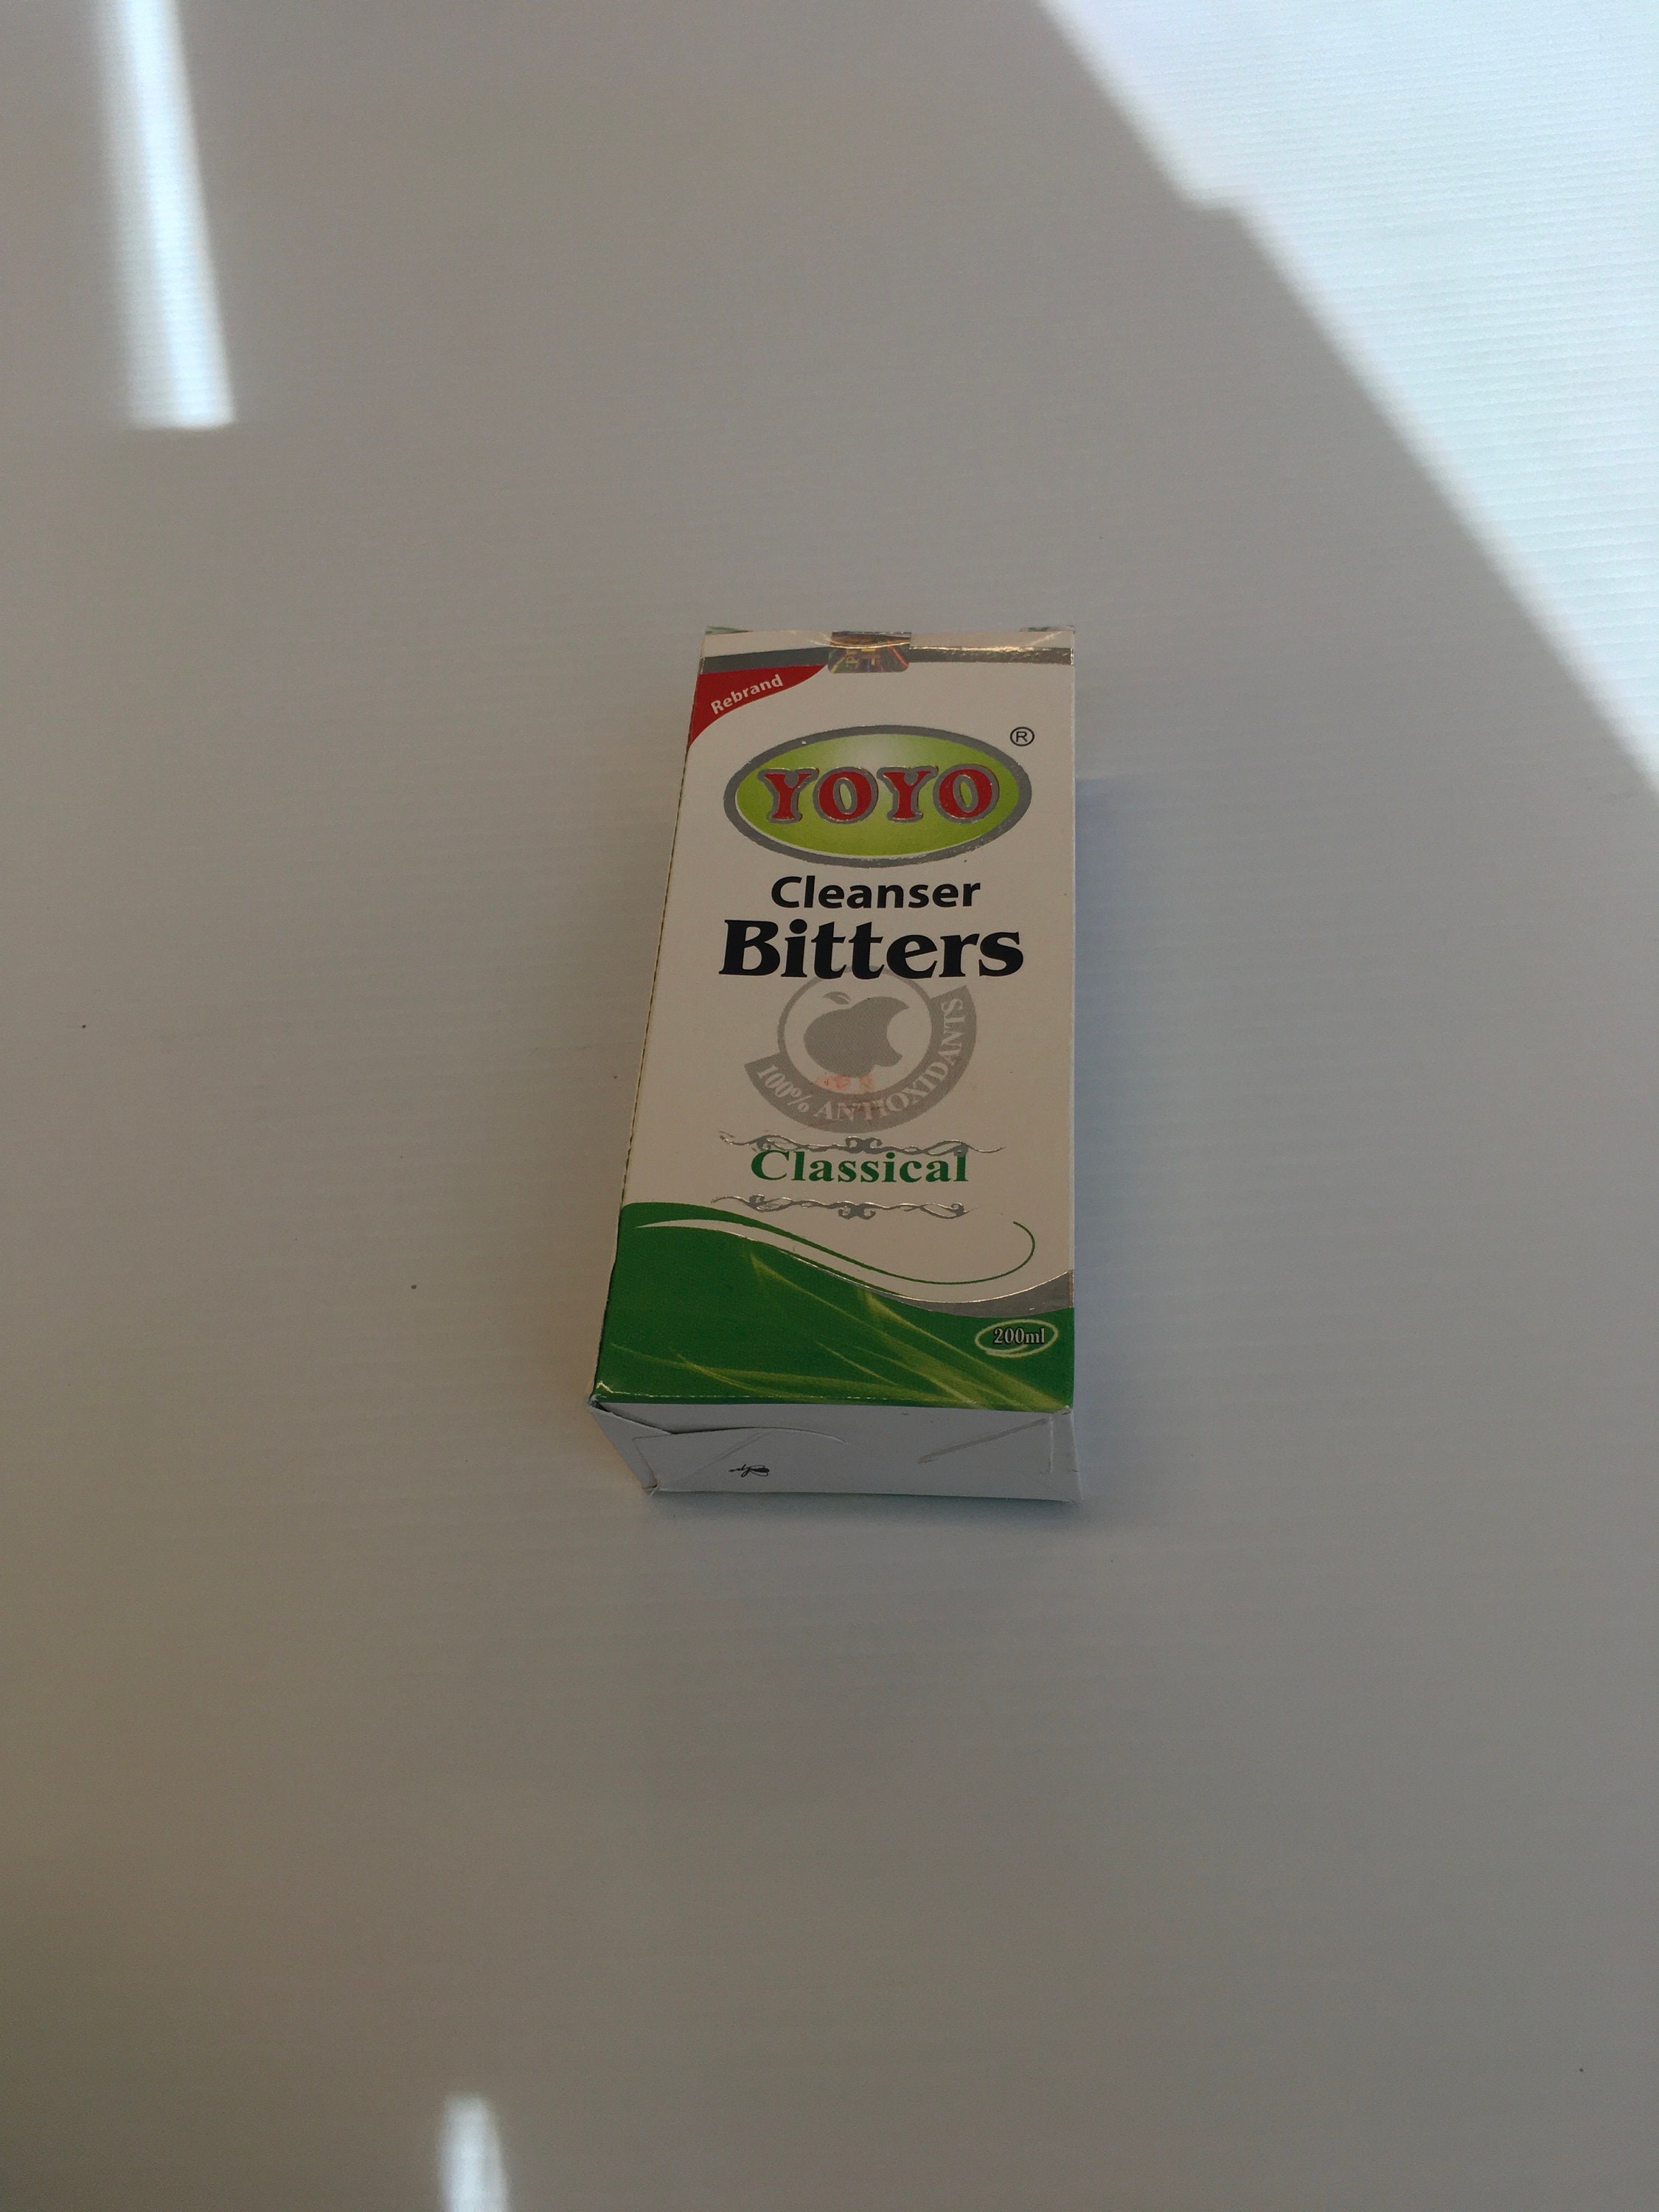 Rebrand
YOYO ®
Cleanser
Bitters
100% ANTIOXIDANTS
Classical
200ml